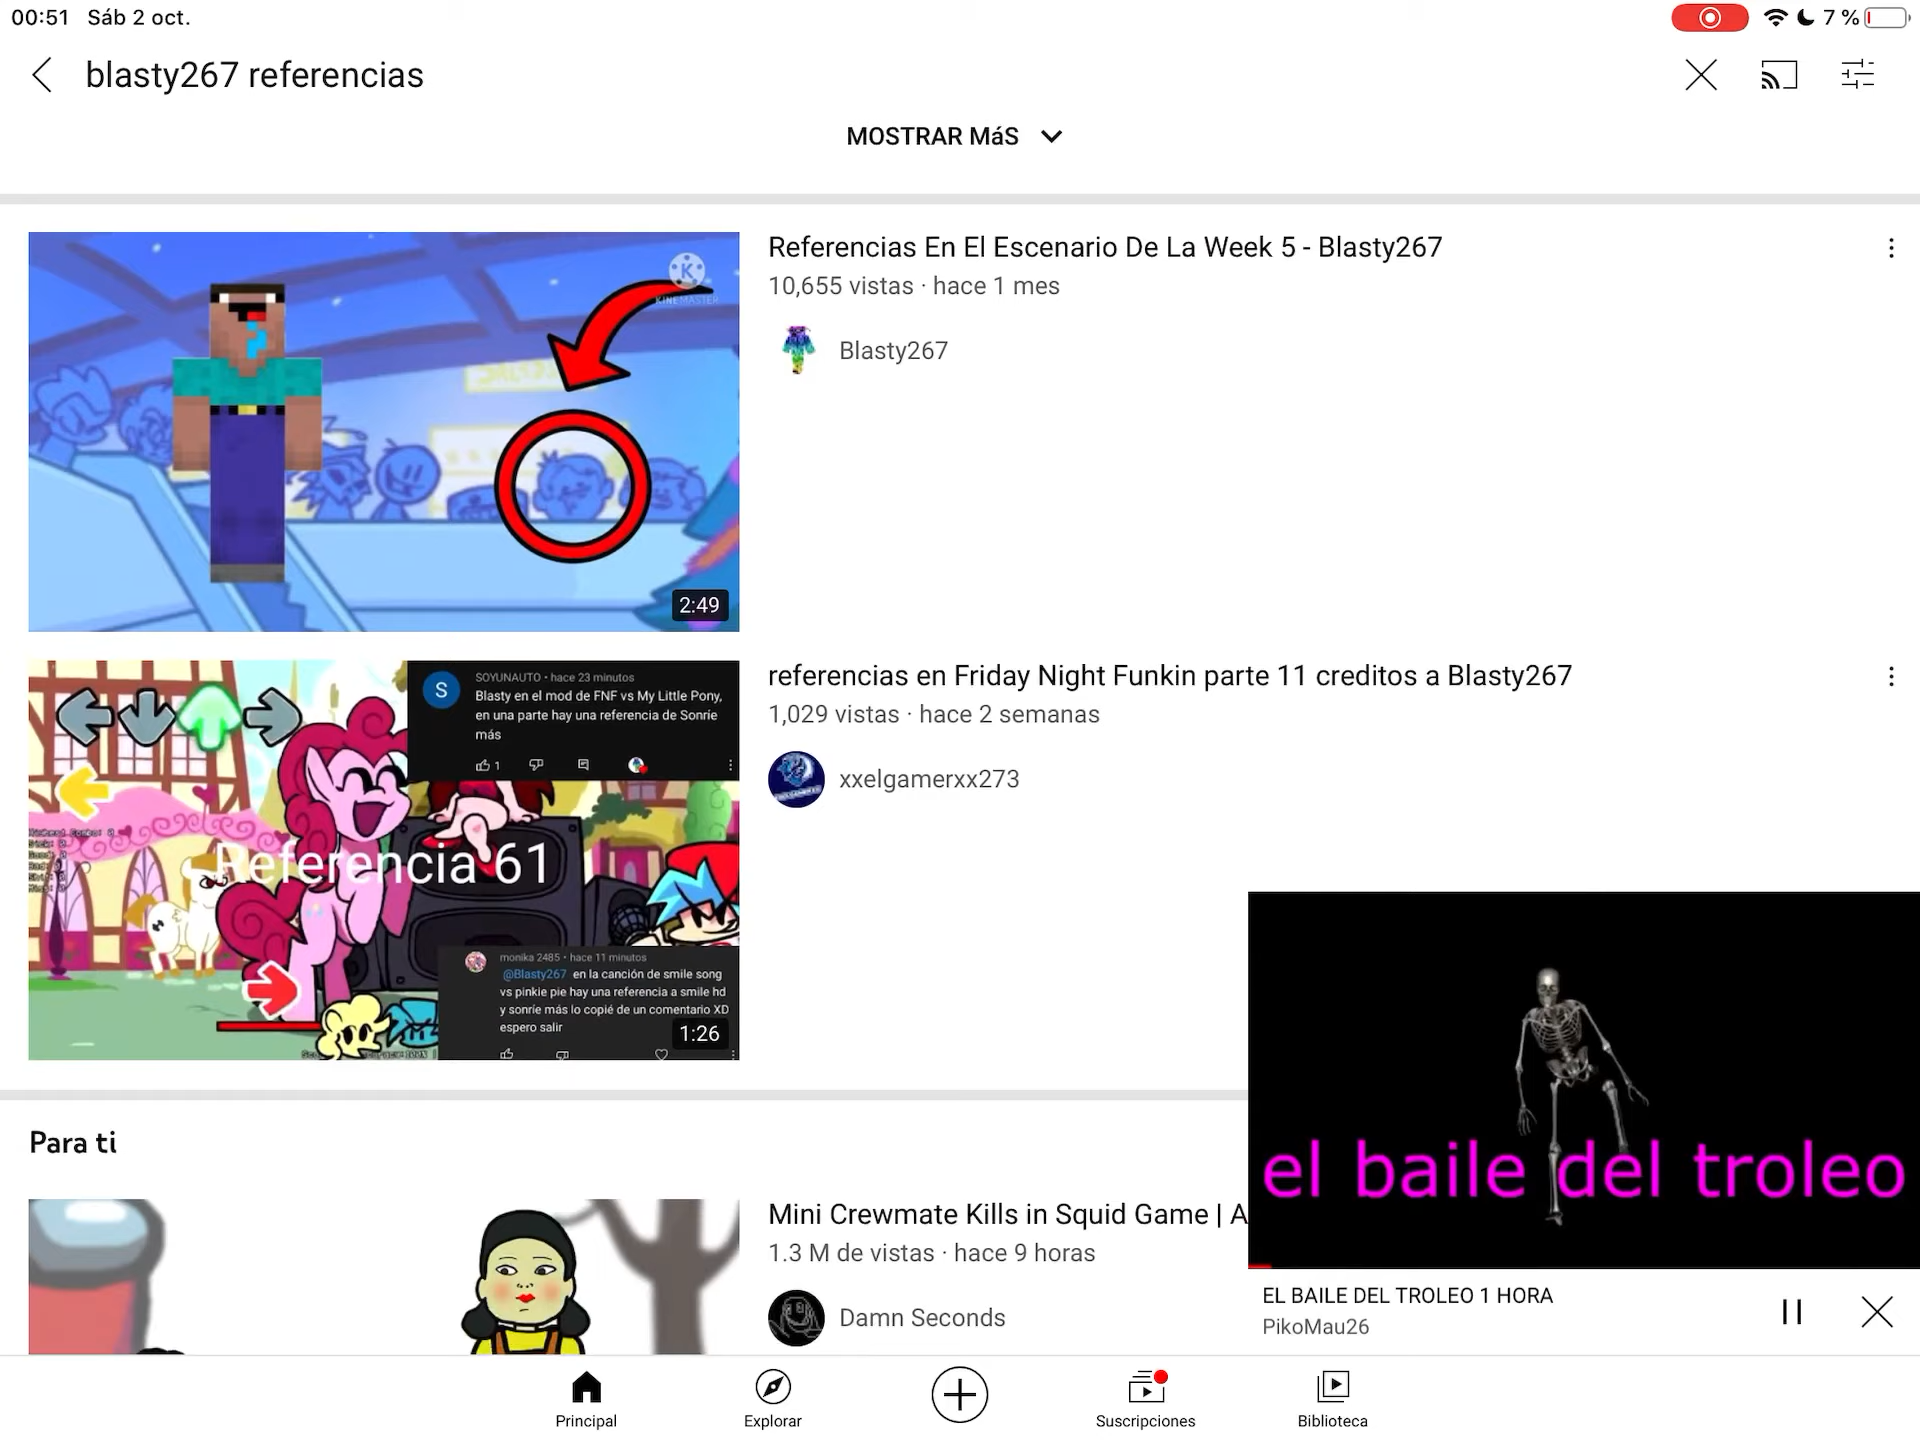 00:51 Sáb 2 oct.
7 %
blasty267 referencias
MOSTRAR MáS
KINEMASTER
2:49
Referencias En El Escenario De La Week 5 - Blasty267
10,655 vistas · hace 1 mes
Blasty267
SOYUNAUTO • hace 23 minutos
S
Blasty en el mod de FNF vs My Little Pony,
en una parte hay una referencia de Sonríe
más
1
Referencia 61
monika 2485 • hace 11 minutos
@Blasty267 en la canción de smile song
vs pinkie pie hay una referencia a smile hd
y sonríe más lo copié de un comentario XD
espero salir
1:26
referencias en Friday Night Funkin parte 11 creditos a Blasty267
1,029 vistas · hace 2 semanas
xxelgamerxx273
Para ti
Mini Crewmate Kills in Squid Game | A
1.3 M de vistas · hace 9 horas
Damn Seconds
el baile del troleo
EL BAILE DEL TROLEO 1 HORA
PikoMau26
Principal
Explorar
Suscripciones
Biblioteca